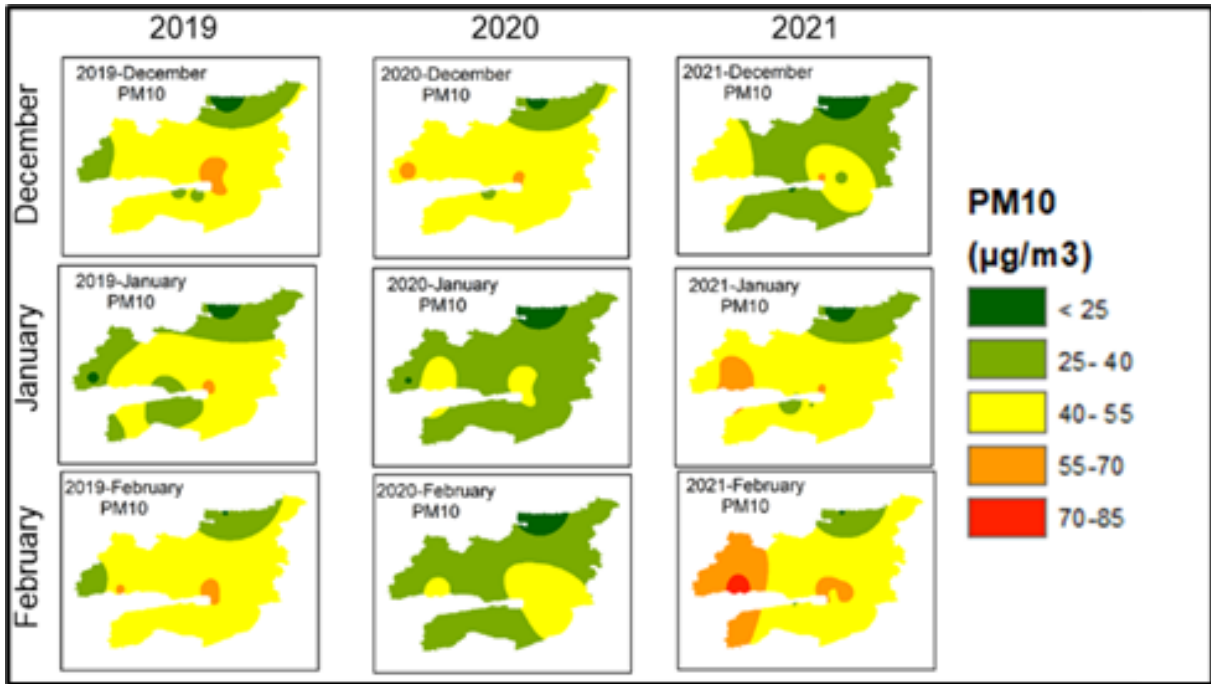 2019
2020
2021
December
2019-December
PM10
2020-December
PM10
2021-December
PM10
January
2019-January
PM10
2020-January
PM10
2021-January
PM10
February
2019-February
PM10
2020-February
PM10
2021-February
PM10
PM10
(µg/m3)
< 25
25- 40
40- 55
55-70
70-85